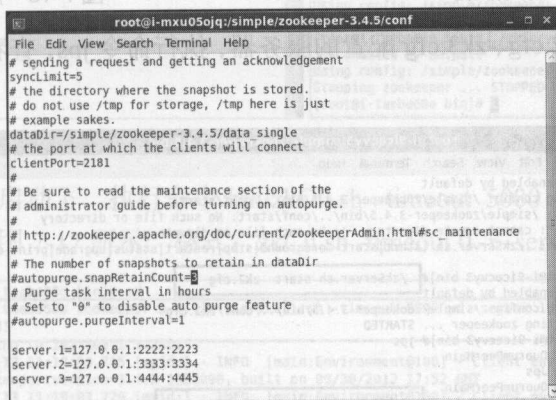 root@i-mxu05ojq:/simple/zookeeper-3.4.5/conf
File Edit View Search Terminal Help
# sending a request and getting an acknowledgement
syncLimit=5
# the directory where the snapshot is stored.
# do not use /tmp for storage, /tmp here is just
# example sakes.
dataDir=/simple/zookeeper-3.4.5/data_single
# the port at which the clients will connect
clientPort=2181
#
# Be sure to read the maintenance section of the
# administrator guide before turning on autopurge.
#
# http://zookeeper.apache.org/doc/current/zookeeperAdmin.html#sc_maintenance
#
# The number of snapshots to retain in dataDir
#autopurge.snapRetainCount=3
# Purge task interval in hours
# Set to "0" to disable auto purge feature
#autopurge.purgeInterval=1
server.1=127.0.0.1:2222:2223
server.2=127.0.0.1:3333:3334
server.3=127.0.0.1:4444:4445